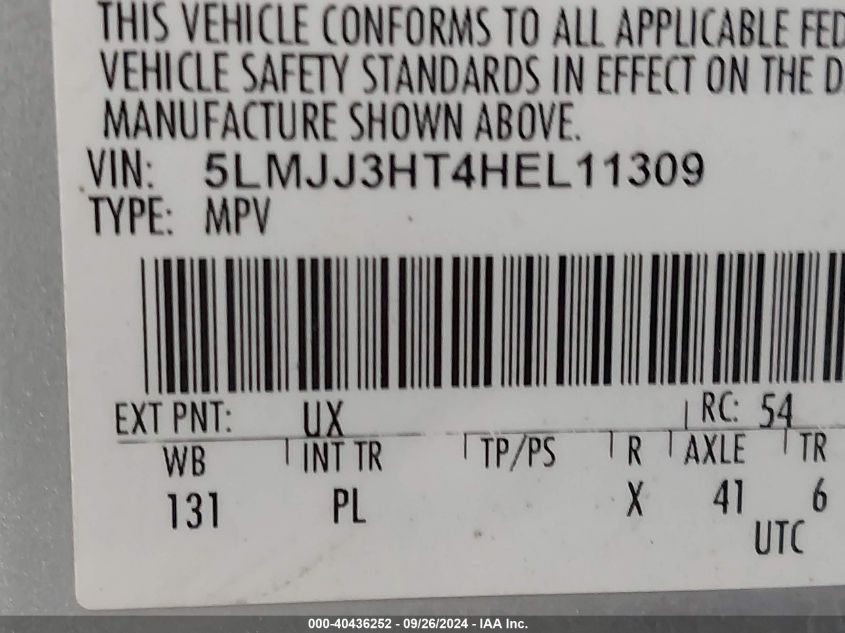 THIS VEHICLE CONFORMS TO ALL APPLICABLE FED
VEHICLE SAFETY STANDARDS IN EFFECT ON THE D
MANUFACTURE SHOWN ABOVE.
VIN: 5LMJJ3HT4HEL11309
TYPE: MPV
EXT PNT: UX RC: 54
WB INT TR TP/PS R AXLE TR
131 PL X 41 6
UTC
000-40436252 - 09/26/2024 - IAA Inc.